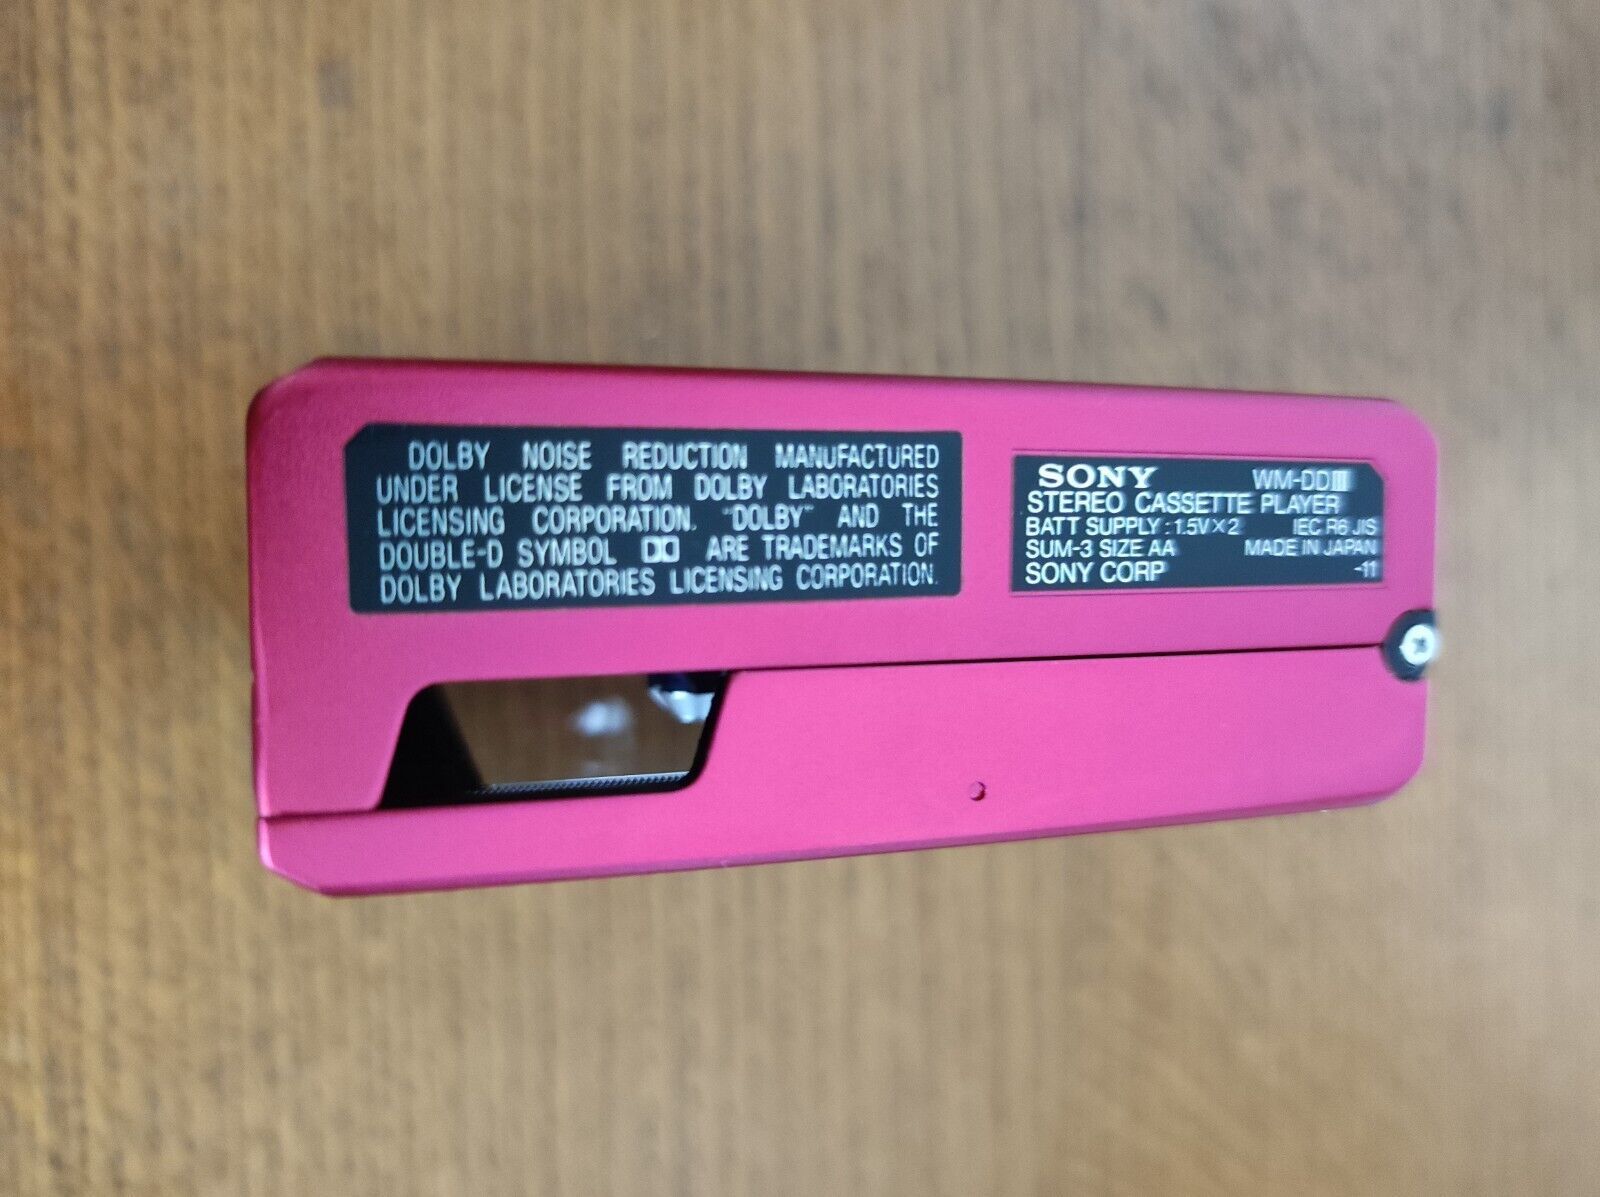 DOLBY NOISE REDUCTION MANUFACTURED
UNDER LICENSE FROM DOLBY LABORATORIES
LICENSING CORPORATION. "DOLBY" AND THE
DOUBLE-D SYMBOL ARE TRADEMARKS OF
DOLBY LABORATORIES LICENSING CORPORATION.
SONY WM-DDIII
STEREO CASSETTE PLAYER
BATT SUPPLY : 1.5V×2 IEC R6 JIS
SUM-3 SIZE AA MADE IN JAPAN
SONY CORP -11